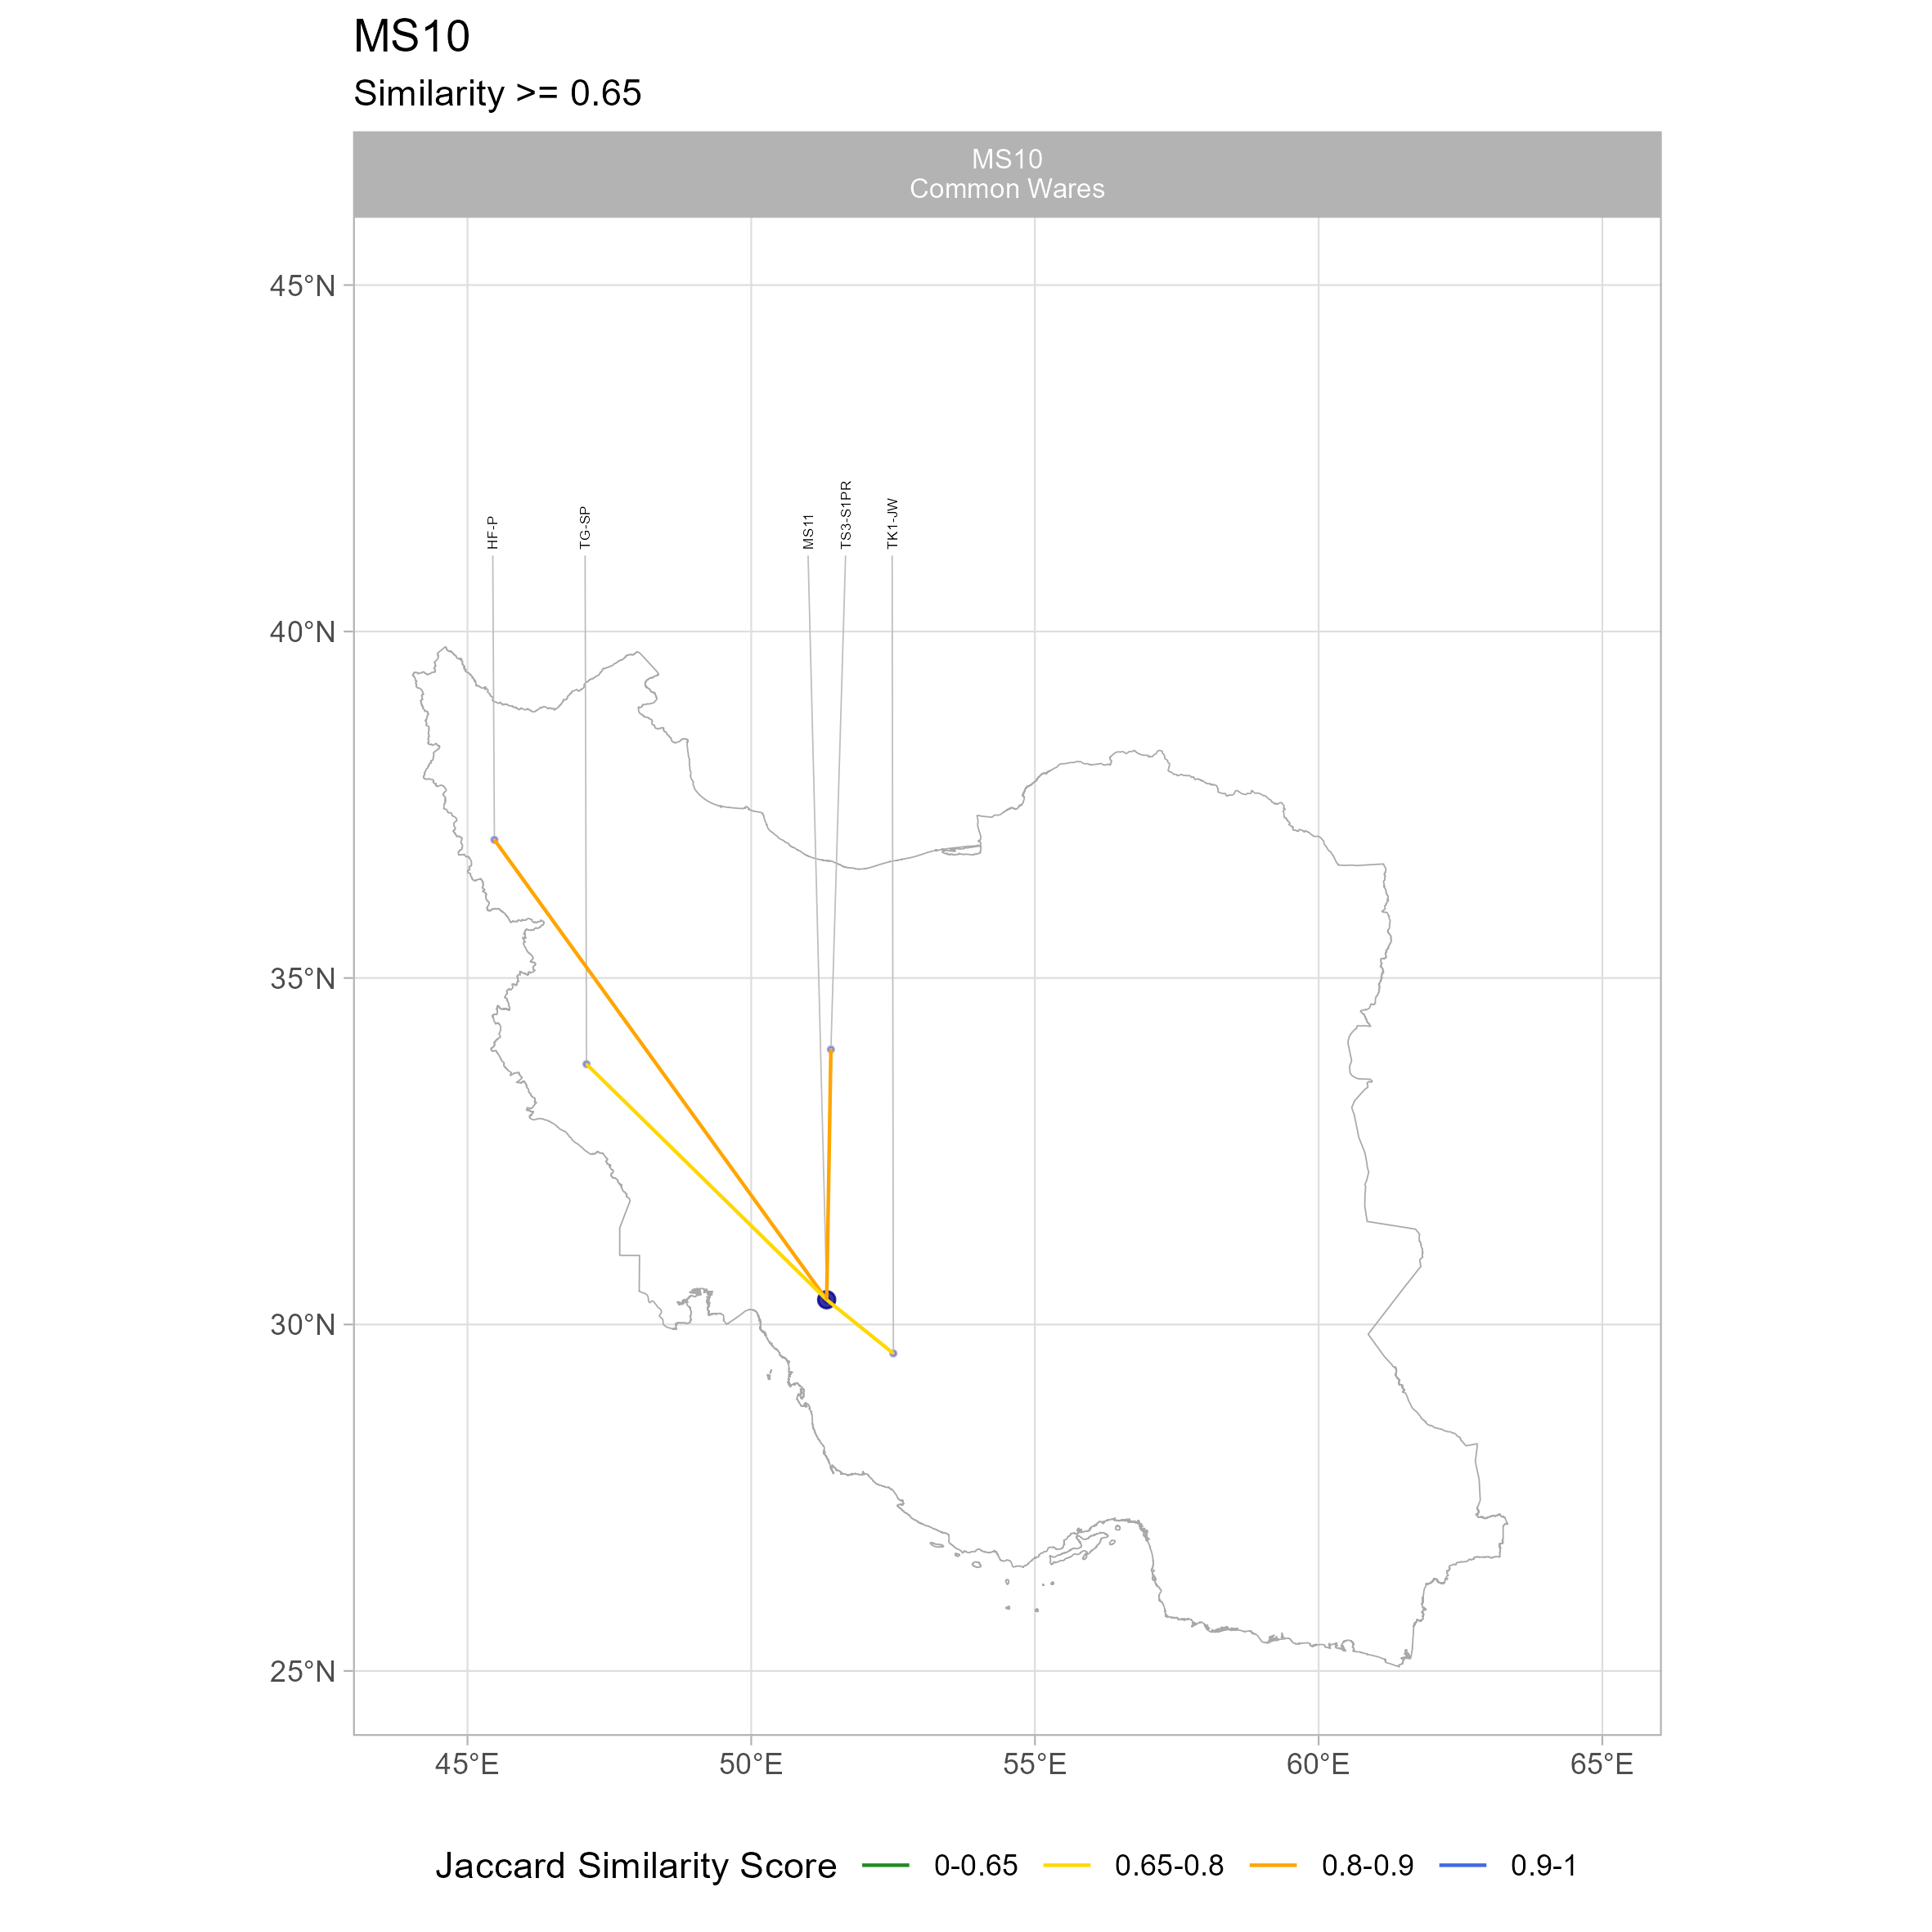 MS10
Similarity >= 0.65
MS10
Common Wares
45°N
40°N
35°N
30°N
25°N
HF-P
TG-SP
MS11
TS3-S1PR
TK1-JW
45°E
50°E
55°E
60°E
65°E
Jaccard Similarity Score 0-0.65 0.65-0.8 0.8-0.9 0.9-1